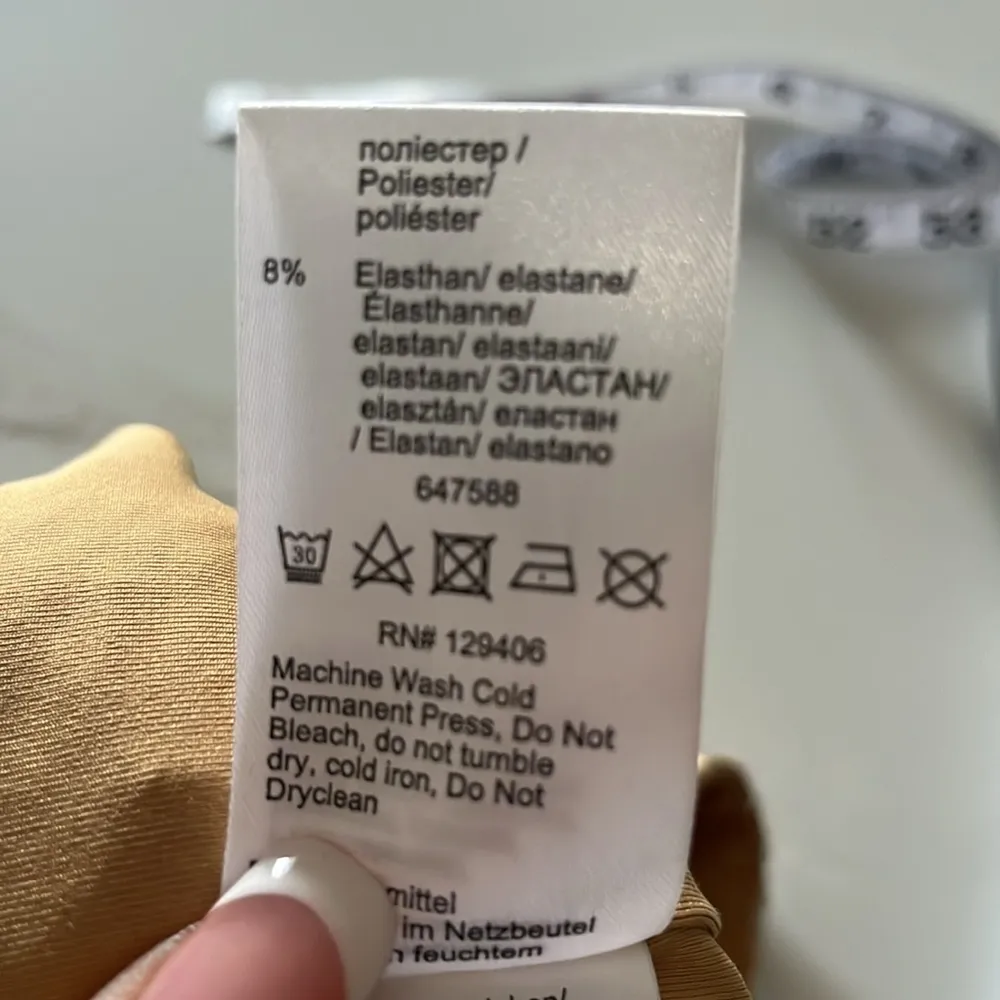 поліестер /
Poliester/
poliéster
8% Elasthan/ elastane/
Élasthanne/
elastan/ elastaani/
elastaan/ ЭЛАСТАН/
elasztán/ еластан
/ Elastan/ elastano
647588
30
RN# 129406
Machine Wash Cold
Permanent Press, Do Not
Bleach, do not tumble
dry, cold iron, Do Not
Dryclean
mittel
im Netzbeutel
feuchtem